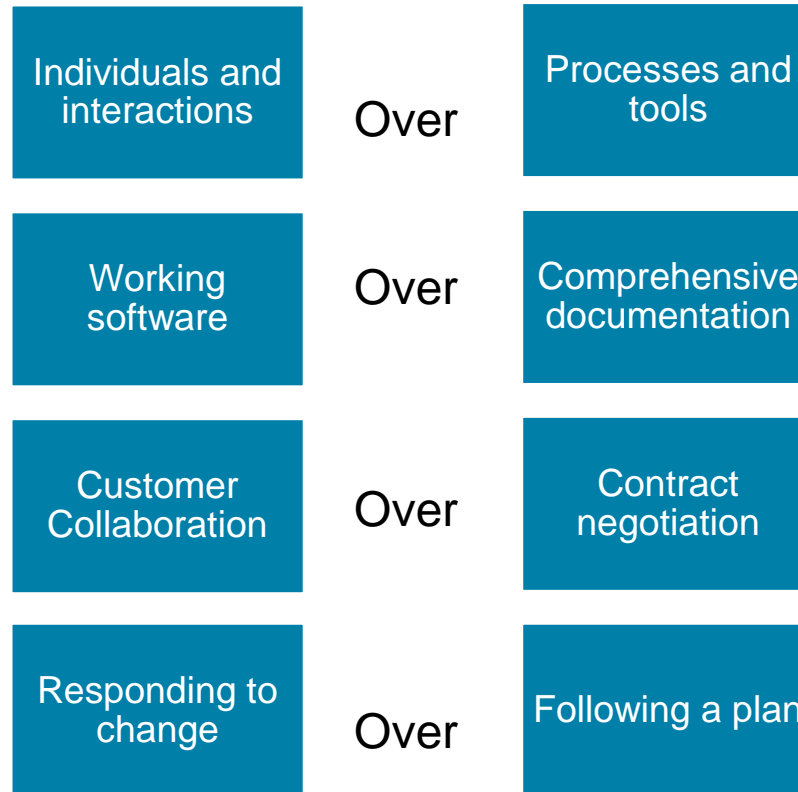 Individuals and
interactions
Over
Processes and
tools
Working
software
Over
Comprehensive
documentation
Customer
Collaboration
Over
Contract
negotiation
Responding to
change
Over
Following a plan